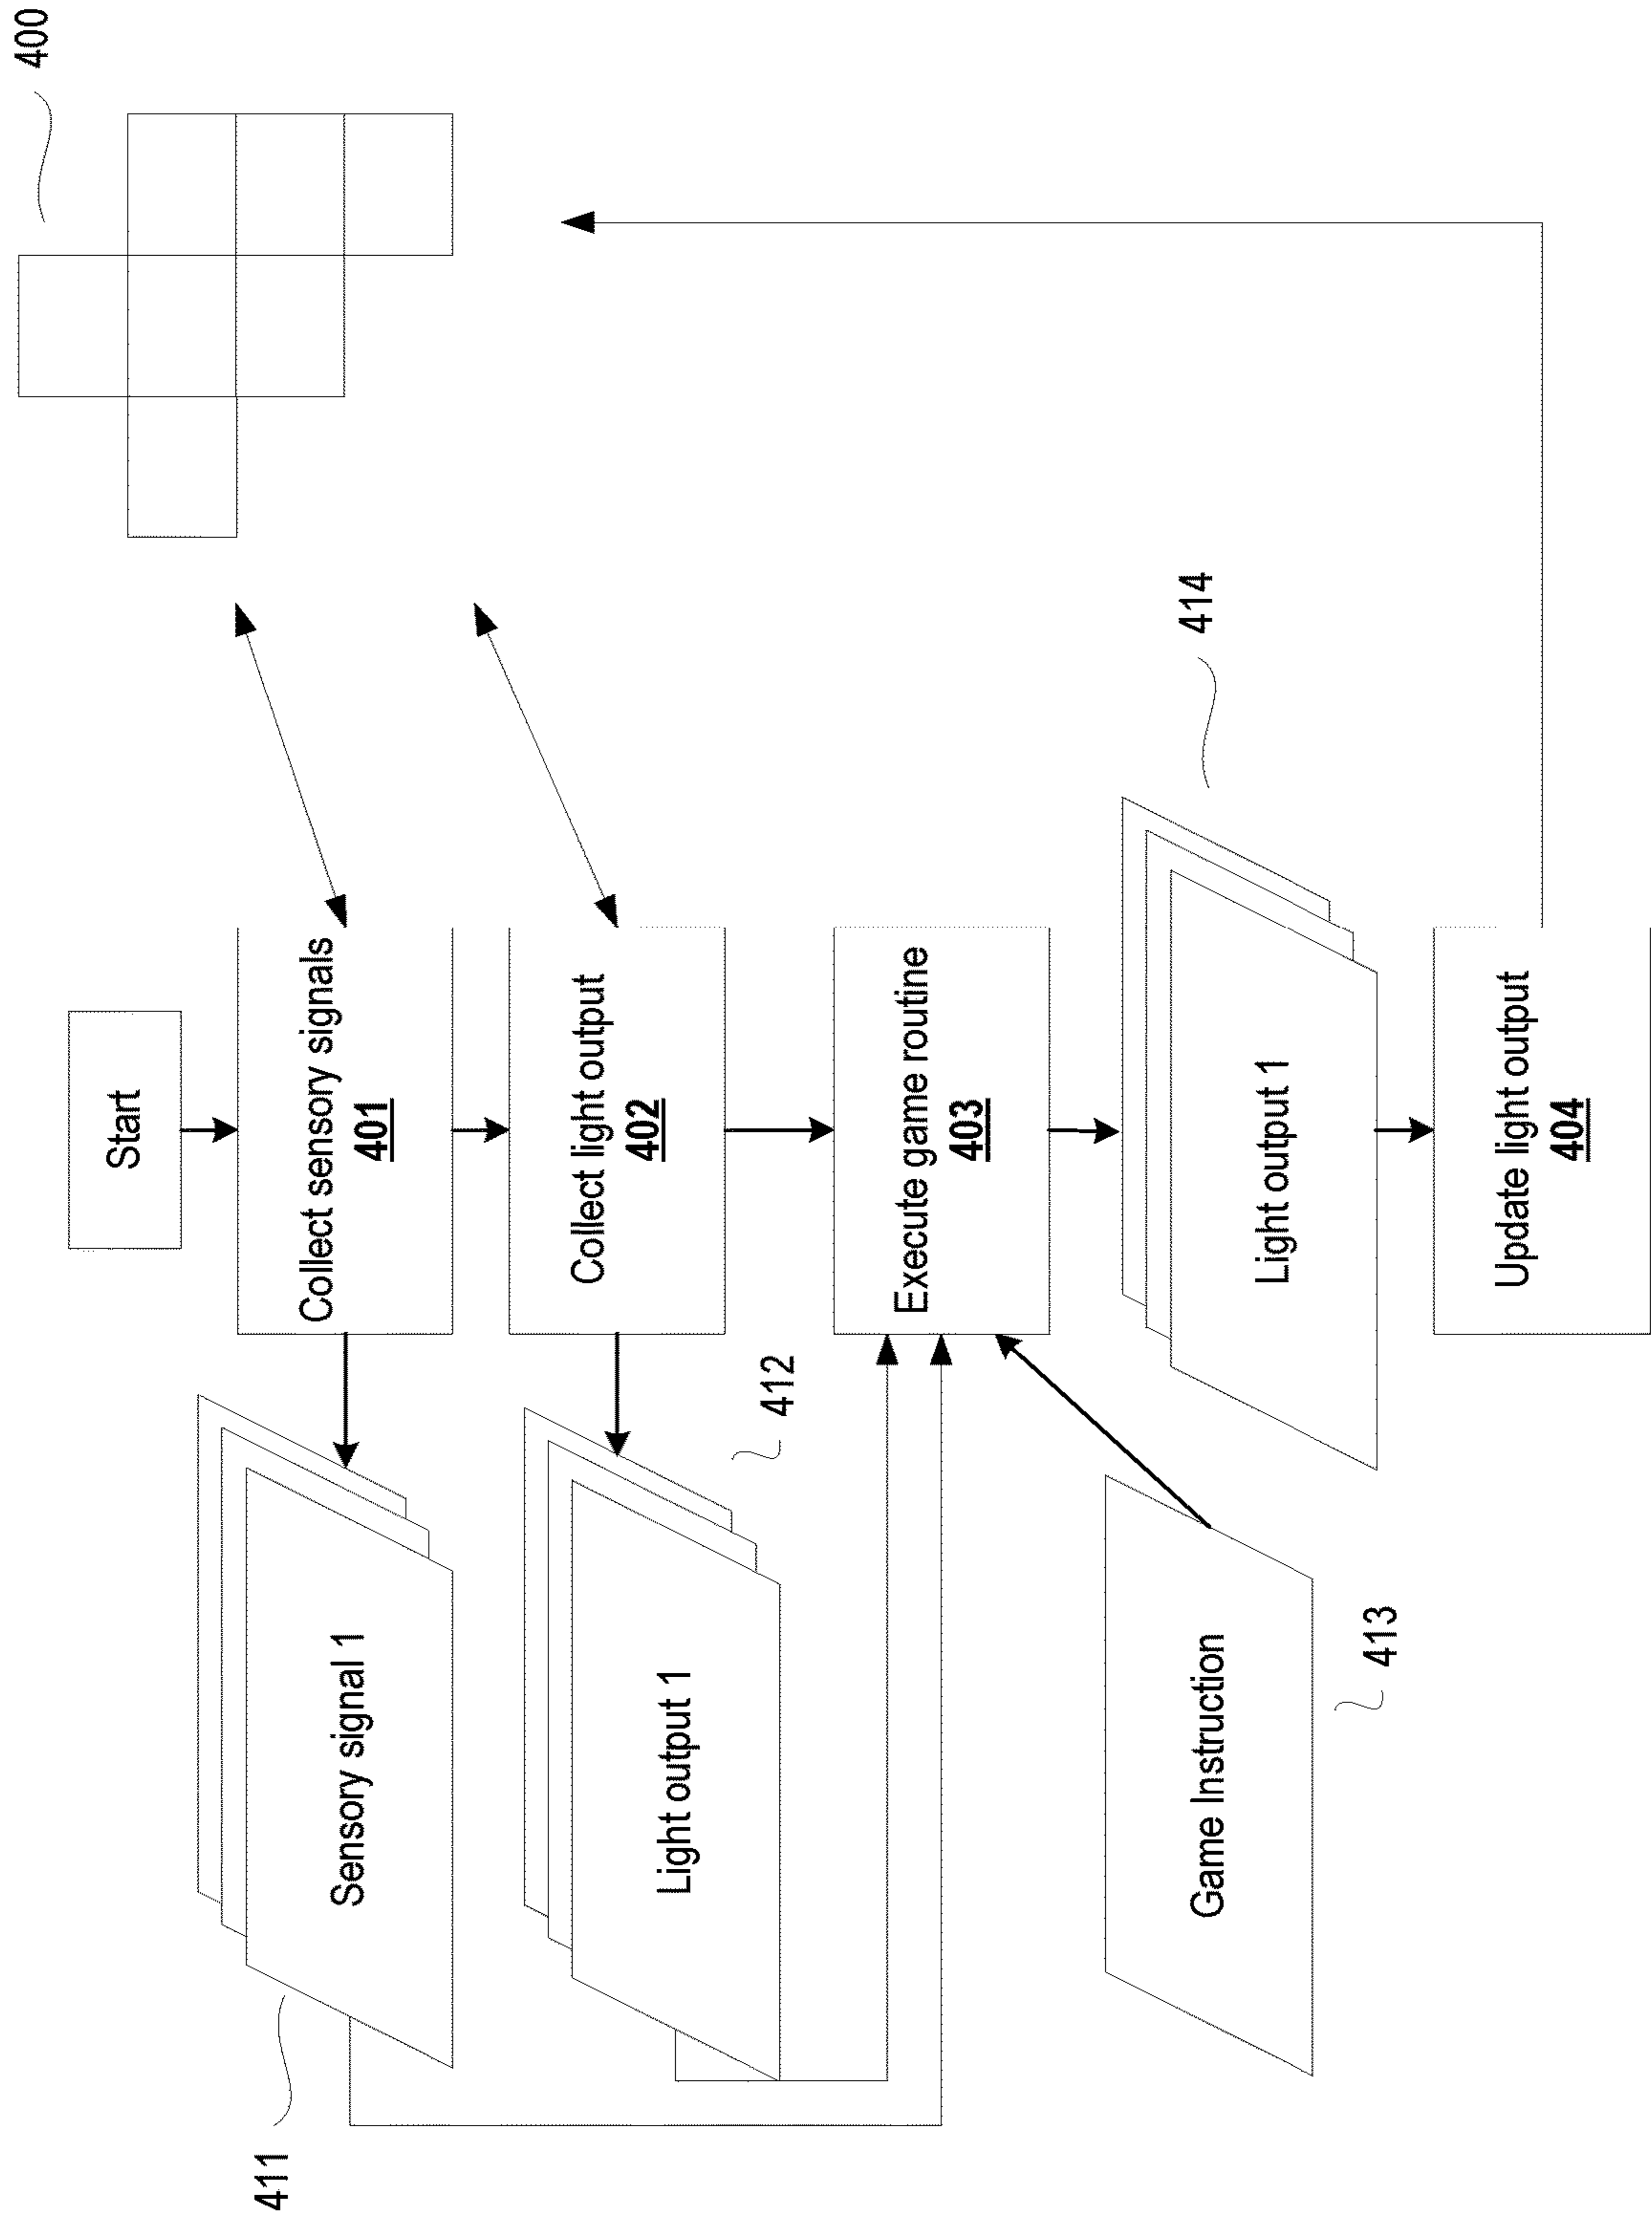 400
Start
Collect sensory signals
401
Sensory signal 1
411
Collect light output
402
Light output 1
412
Execute game routine
403
Game Instruction
413
Light output 1
414
Update light output
404